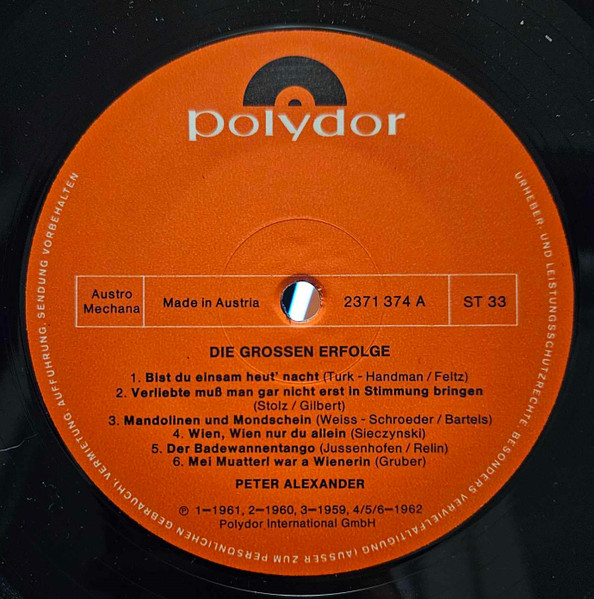 polydor
Austro
Mechana
Made in Austria
2371 374 A
ST 33
DIE GROSSEN ERFOLGE
1. Bist du einsam heut' nacht (Turk - Handman / Feltz)
2. Verliebte muß man gar nicht erst in Stimmung bringen
(Stolz / Gilbert)
3. Mandolinen und Mondschein (Weiss - Schroeder / Bartels)
4. Wien, Wien nur du allein (Sieczynski)
5. Der Badewannentango (Jussenhofen / Relin)
6. Mei Muatterl war a Wienerin (Gruber)
PETER ALEXANDER
℗ 1—1961, 2—1960, 3—1959, 4/5/6—1962
Polydor International GmbH
URHEBER- UND LEISTUNGSSCHUTZRECHTE, BESONDERS VERVIELFÄLTIGUNG (AUSSER ZUM PERSÖNLICHEN GEBRAUCH), VERMIETUNG, AUFFÜHRUNG, SENDUNG VORBEHALTEN